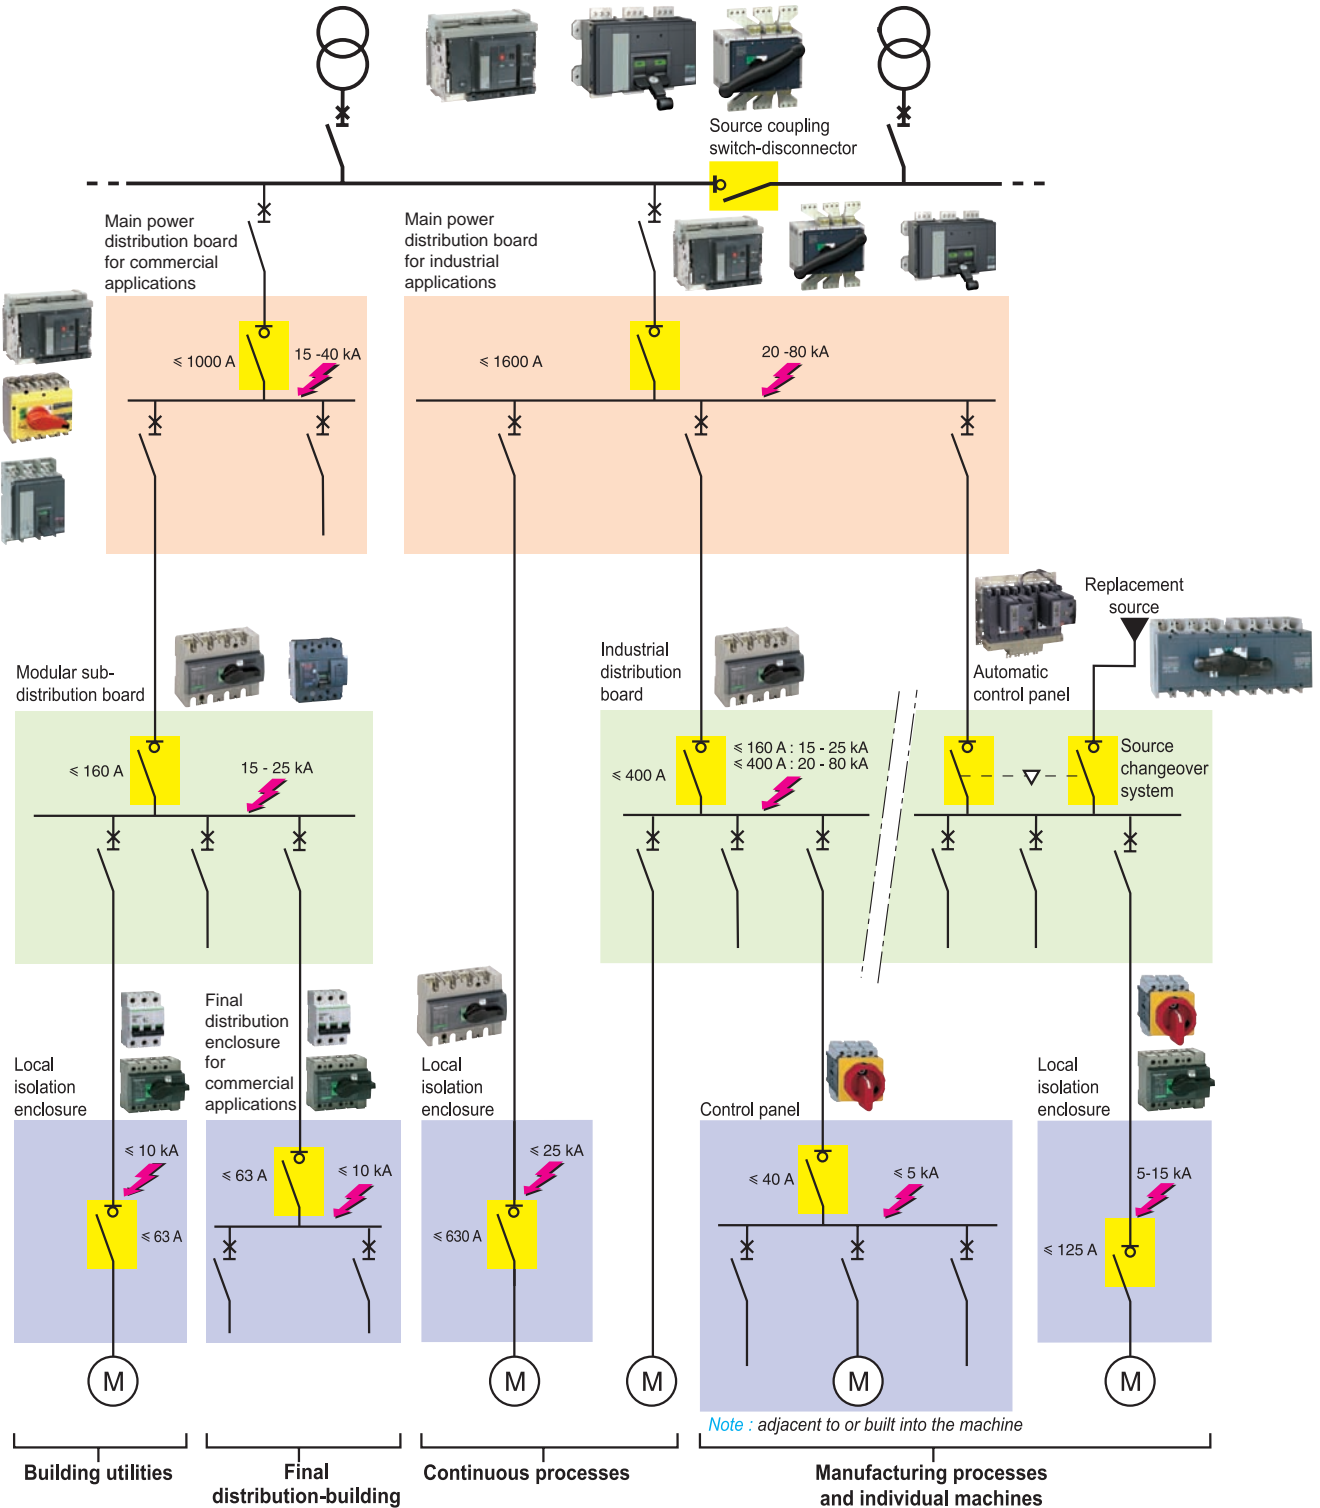 Source coupling
switch-disconnector
Main power
distribution board
for commercial
applications
Main power
distribution board
for industrial
applications
≤ 1000 A
15 -40 kA
≤ 1600 A
20 -80 kA
Replacement
source
Modular sub-
distribution board
Industrial
distribution
board
Automatic
control panel
≤ 160 A
15 - 25 kA
≤ 400 A
≤ 160 A : 15 - 25 kA
≤ 400 A : 20 - 80 kA
Source
changeover
system
Local
isolation
enclosure
Final
distribution
enclosure
for
commercial
applications
Local
isolation
enclosure
Control panel
Local
isolation
enclosure
≤ 10 kA
≤ 63 A
≤ 63 A
≤ 10 kA
≤ 25 kA
≤ 630 A
≤ 40 A
≤ 5 kA
5-15 kA
≤ 125 A
M
M
M
M
M
Note : adjacent to or built into the machine
Building utilities
Final
distribution-building
Continuous processes
Manufacturing processes
and individual machines